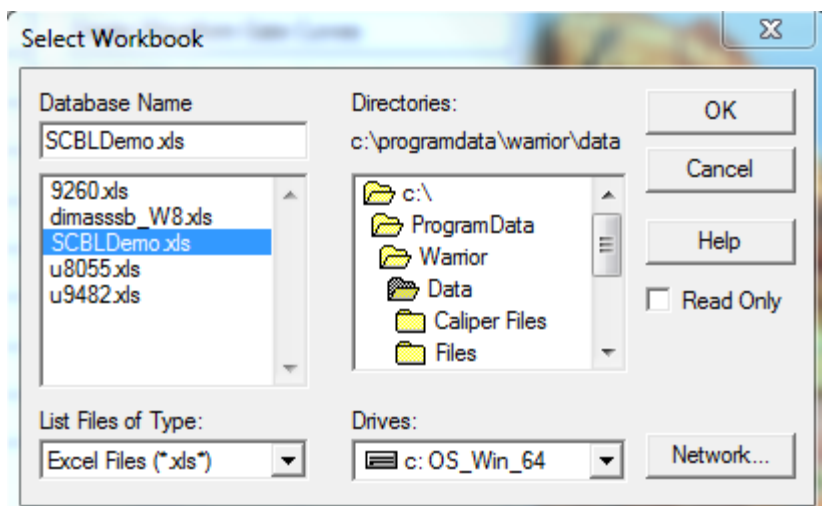 Select Workbook
Database Name
SCBLDemo.xls
9260.xls
dimasssb_W8.xls
SCBLDemo.xls
u8055.xls
u9482.xls
List Files of Type:
Excel Files (*.xls*)
Directories:
c:\programdata\warrior\data
c:\
ProgramData
Warrior
Data
Caliper Files
Files
Drives:
c: OS_Win_64
OK
Cancel
Help
Read Only
Network...